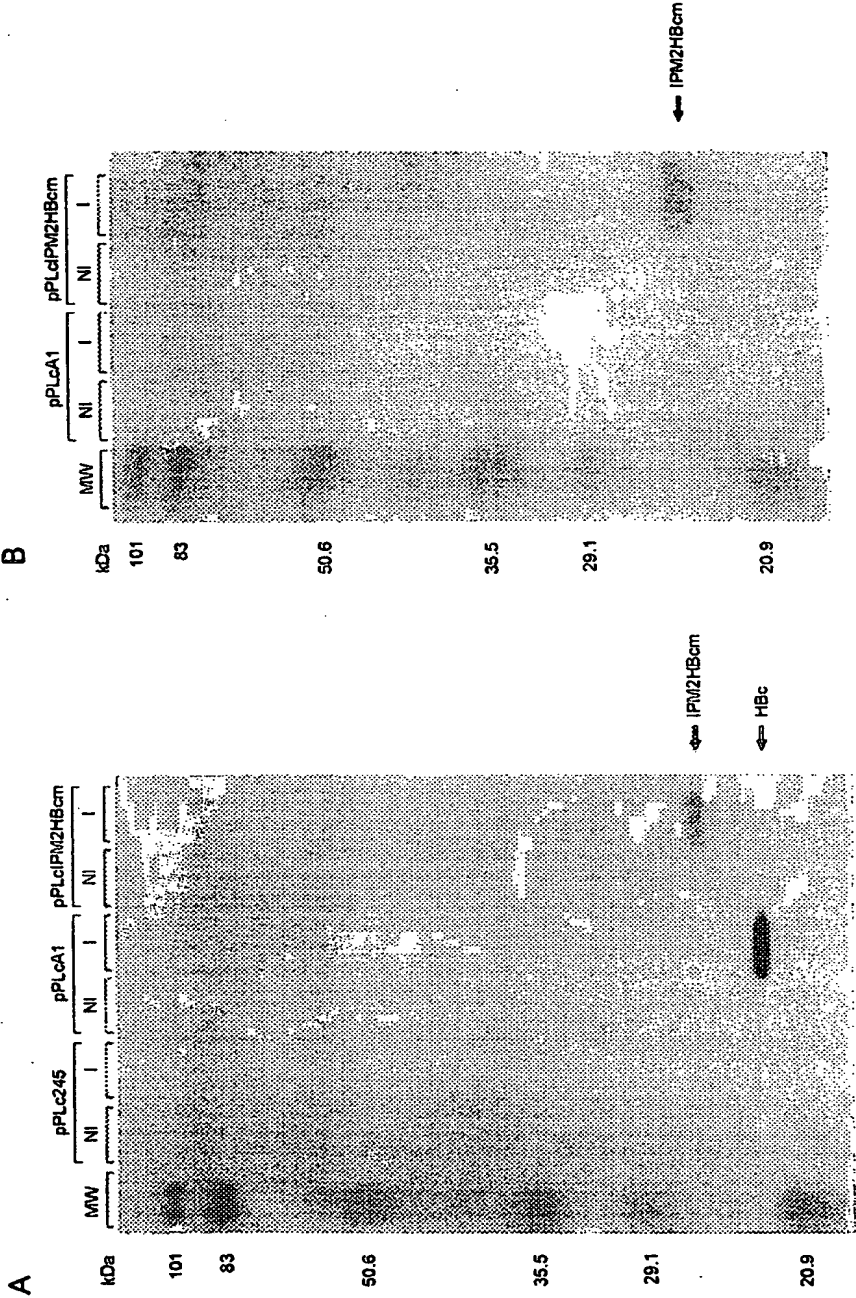 A
pPLc245 pPLcA1 pPLcIPM2HBcm
MW NI I NI I NI I
kDa
101
83
50.6
35.5
29.1
20.9
IPM2HBcm
HBc
B
pPLcA1 pPLcIPM2HBcm
MW NI I NI I
kDa
101
83
50.6
35.5
29.1
20.9
IPM2HBcm